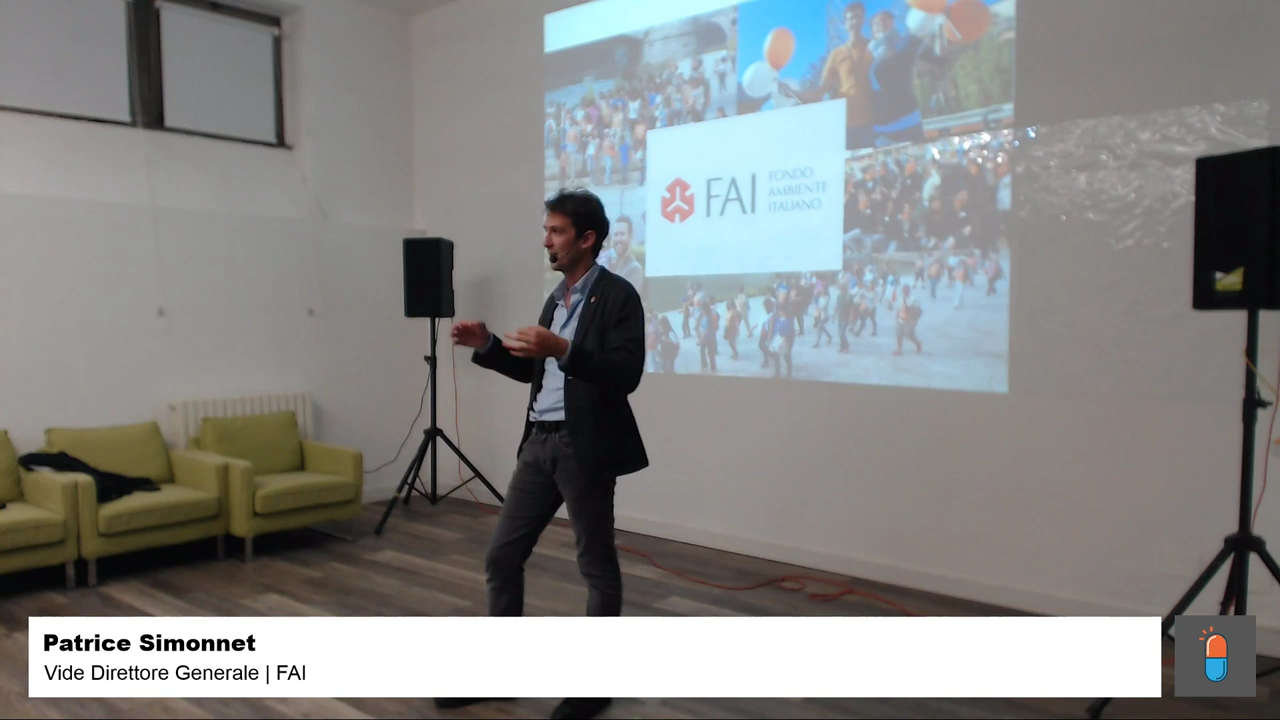 FAI
FONDO
AMBIENTE
ITALIANO
Patrice Simonnet
Vide Direttore Generale | FAI